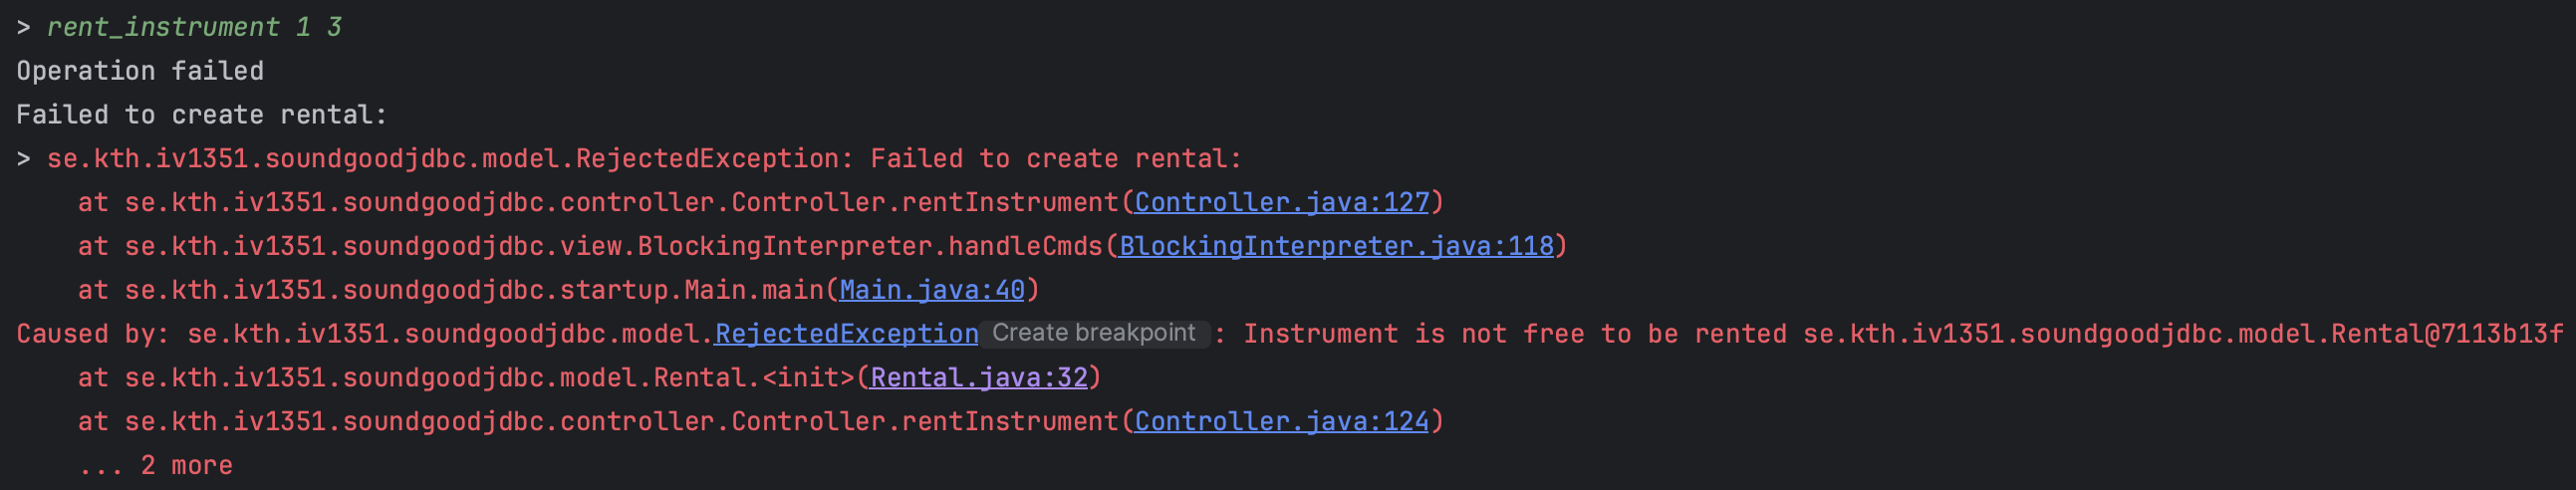 > rent_instrument 1 3
Operation failed
Failed to create rental:
> se.kth.iv1351.soundgoodjdbc.model.RejectedException: Failed to create rental:
    at se.kth.iv1351.soundgoodjdbc.controller.Controller.rentInstrument(Controller.java:127)
    at se.kth.iv1351.soundgoodjdbc.view.BlockingInterpreter.handleCmds(BlockingInterpreter.java:118)
    at se.kth.iv1351.soundgoodjdbc.startup.Main.main(Main.java:40)
Caused by: se.kth.iv1351.soundgoodjdbc.model.RejectedException Create breakpoint : Instrument is not free to be rented se.kth.iv1351.soundgoodjdbc.model.Rental@7113b13f
    at se.kth.iv1351.soundgoodjdbc.model.Rental.<init>(Rental.java:32)
    at se.kth.iv1351.soundgoodjdbc.controller.Controller.rentInstrument(Controller.java:124)
    ... 2 more